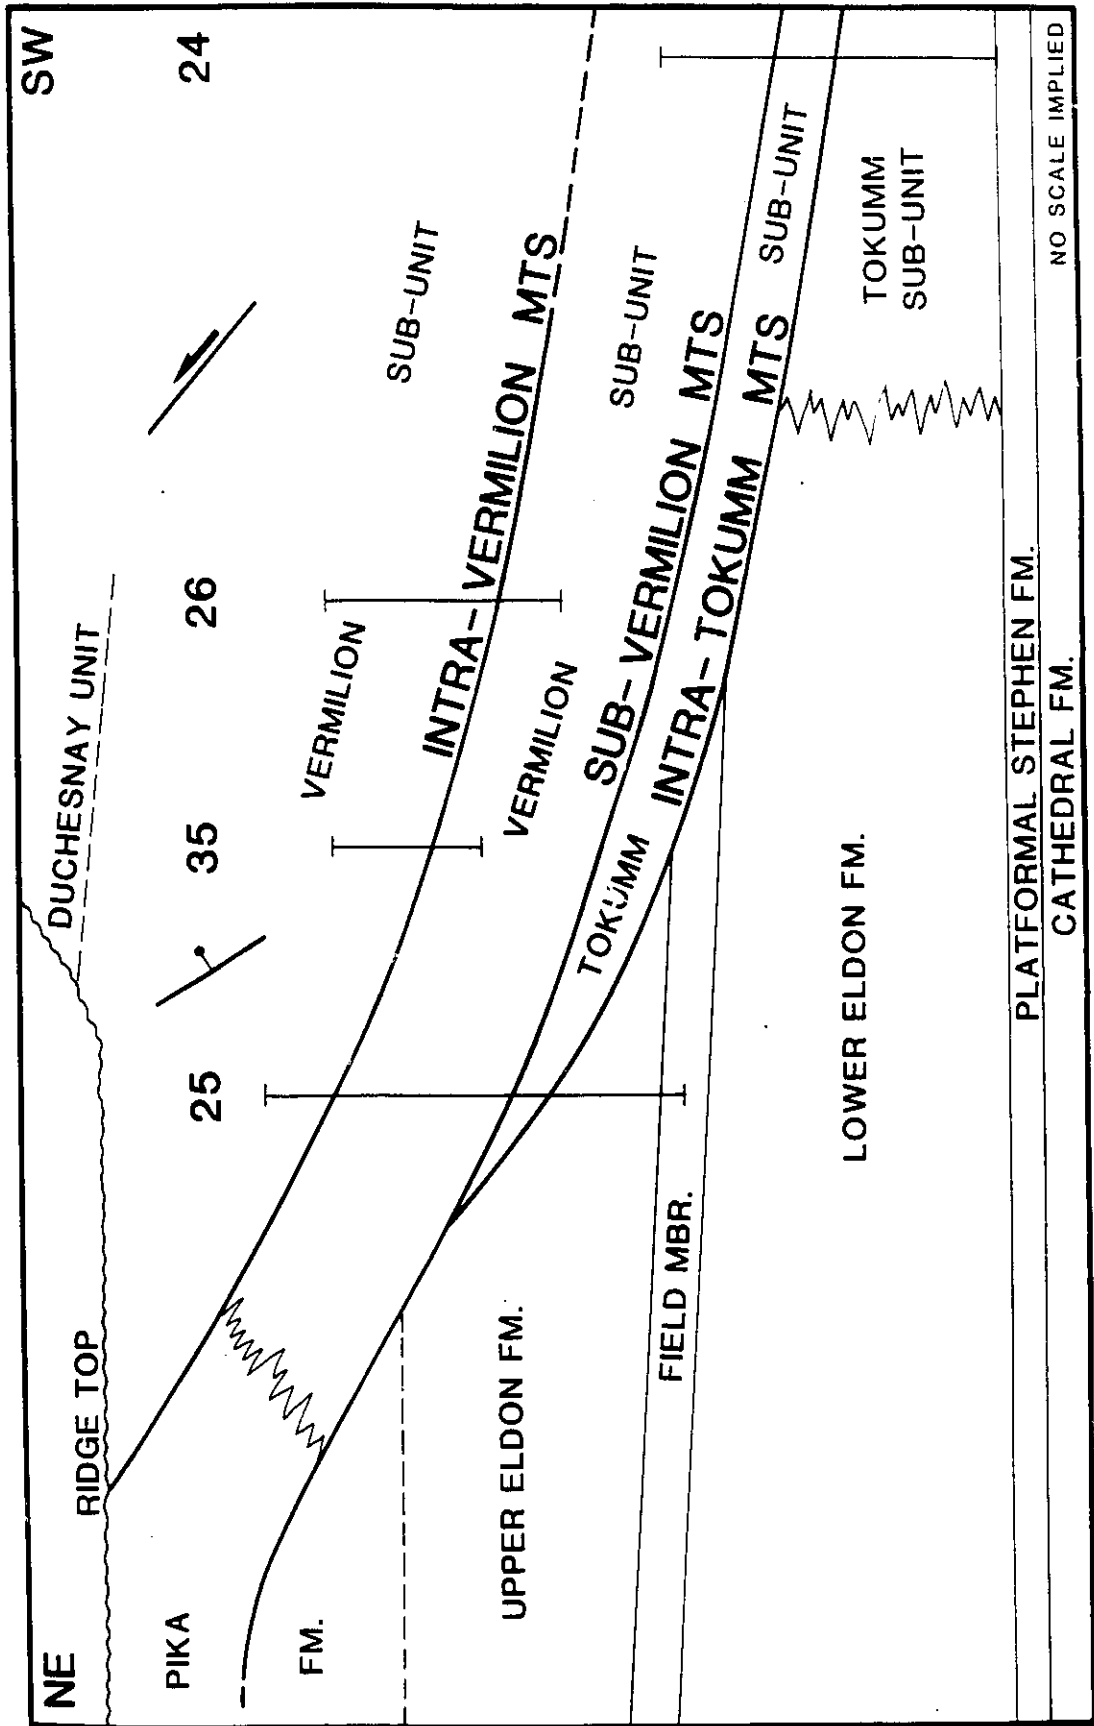 NE
SW
RIDGE TOP
DUCHESNAY UNIT
25
35
26
24
PIKA
FM.
VERMILION SUB-UNIT
INTRA-VERMILION MTS
VERMILION SUB-UNIT
SUB-VERMILION MTS
TOKUMM SUB-UNIT
INTRA-TOKUMM MTS
UPPER ELDON FM.
FIELD MBR.
LOWER ELDON FM.
TOKUMM
SUB-UNIT
PLATFORMAL STEPHEN FM.
CATHEDRAL FM.
NO SCALE IMPLIED